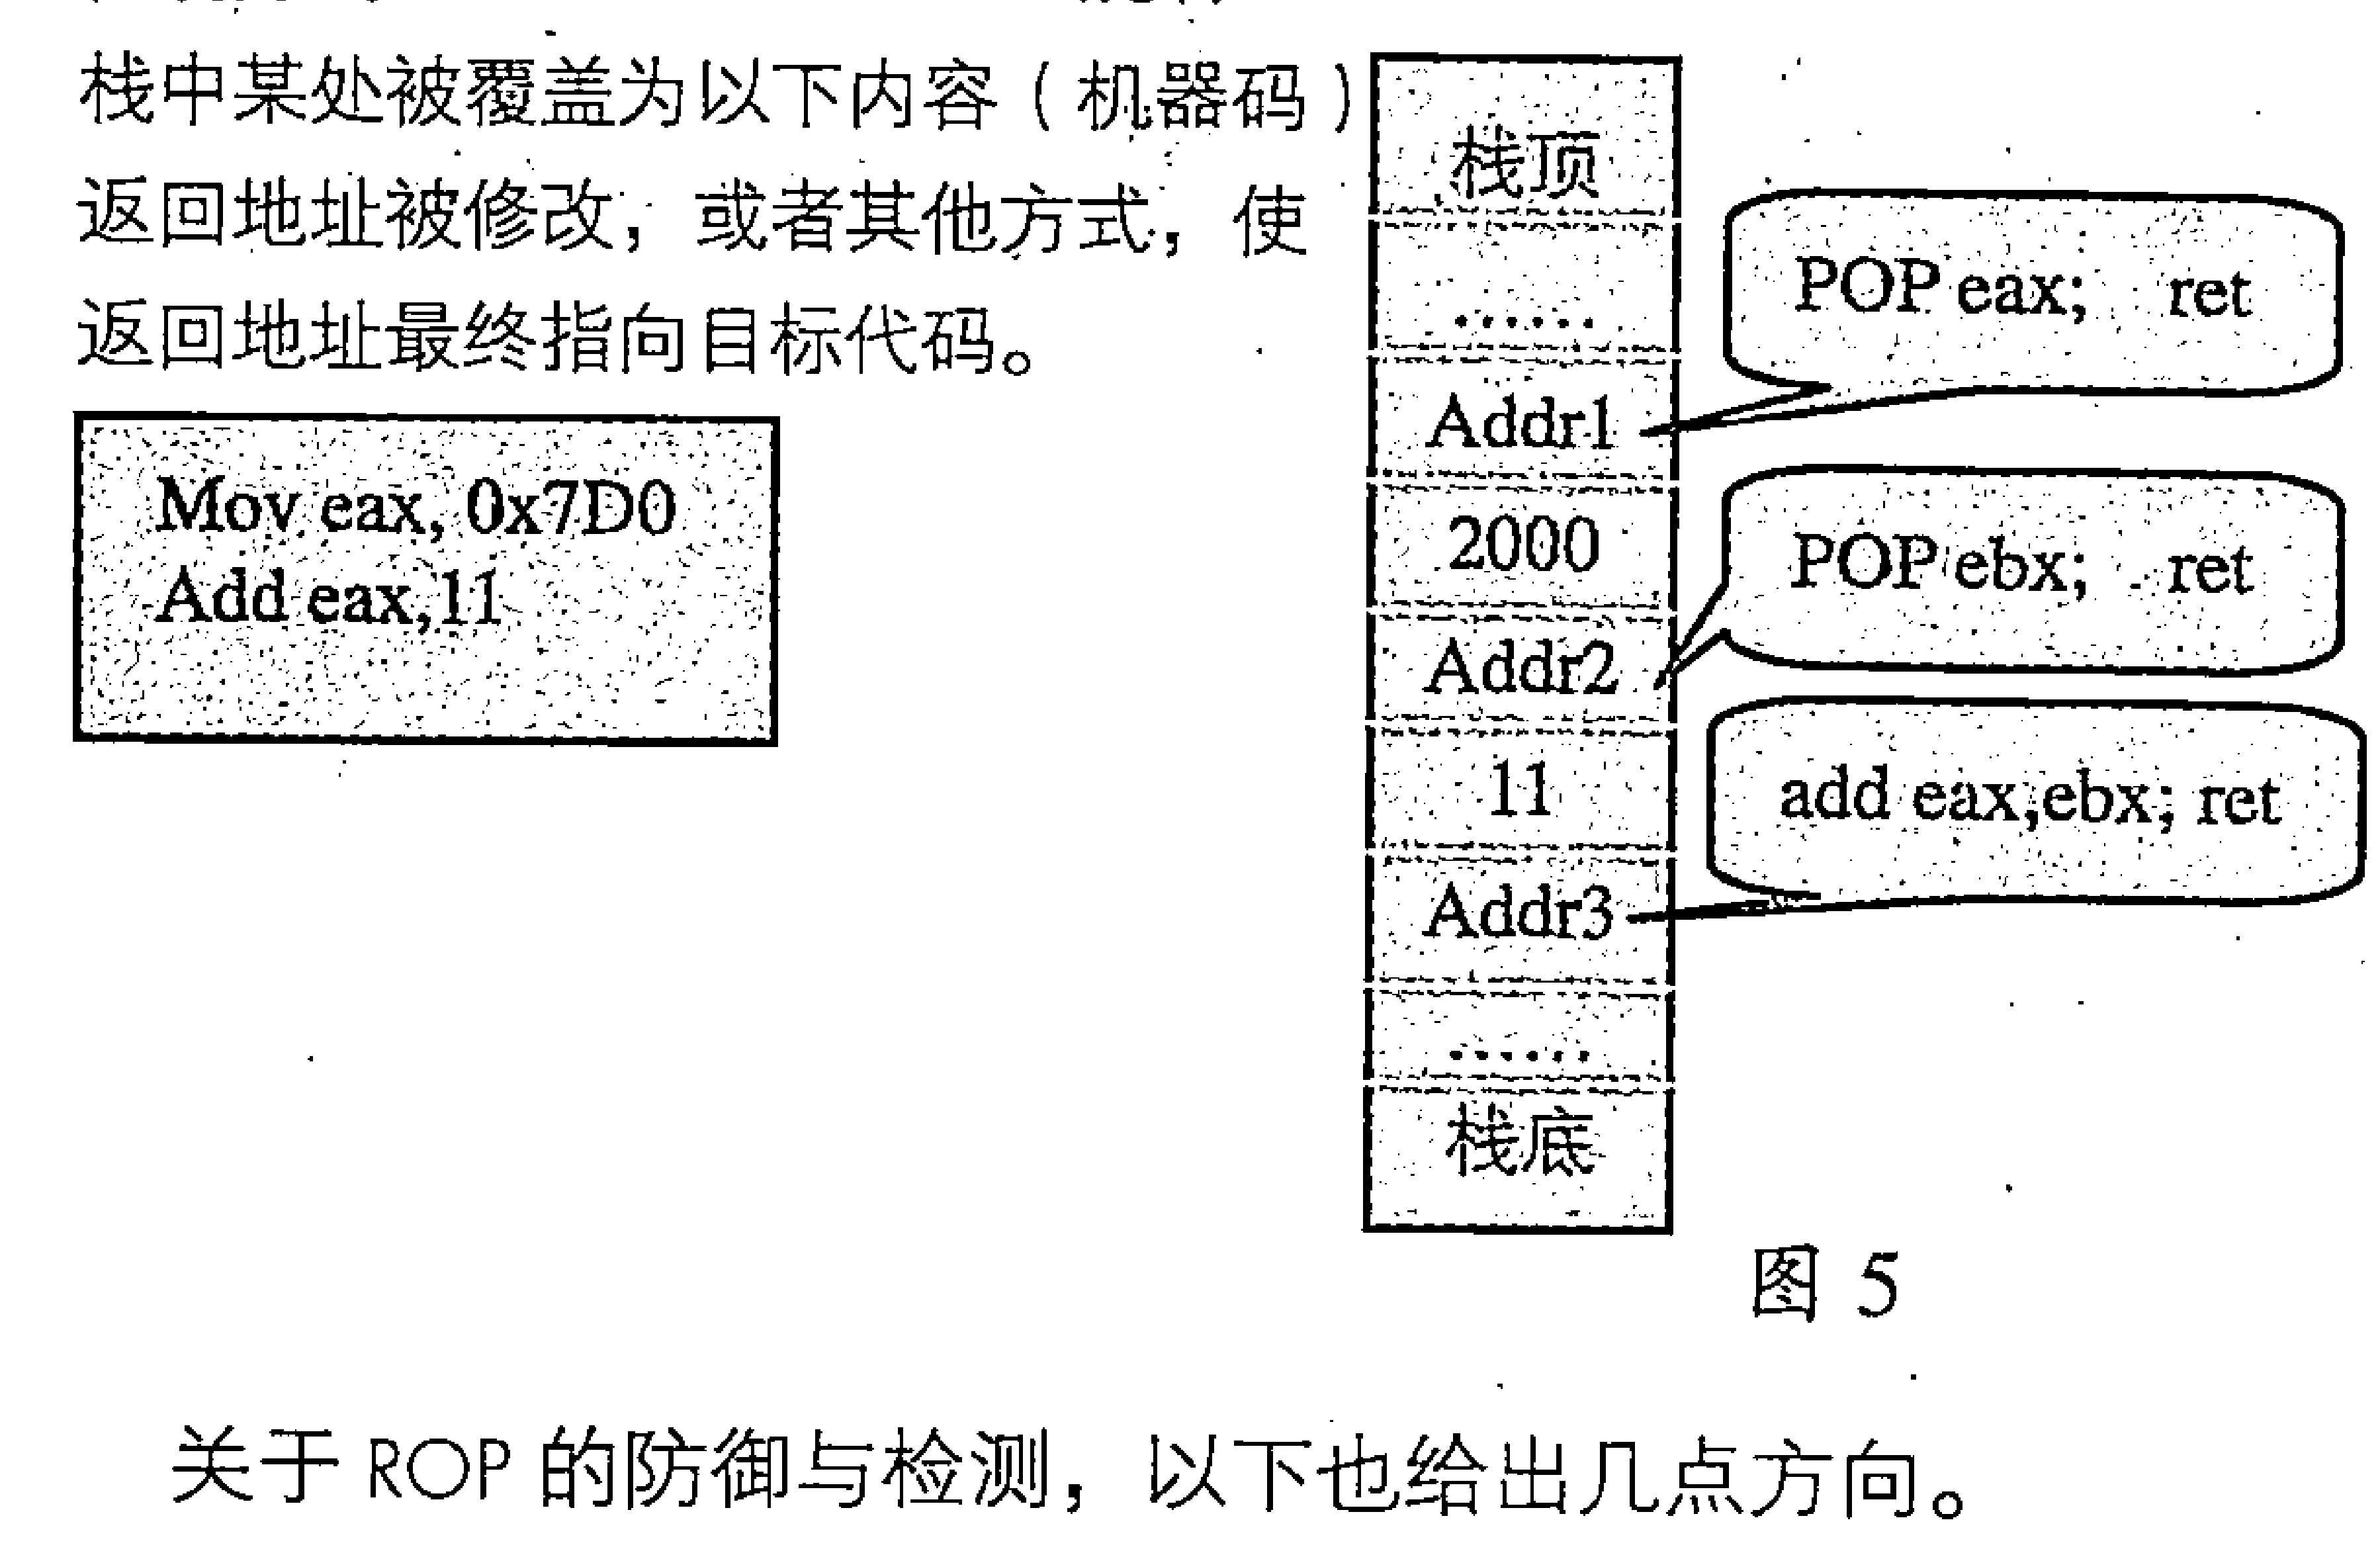 栈中某处被覆盖为以下内容（机器码）
返回地址被修改，或者其他方式，使
返回地址最终指向目标代码。
Mov eax, 0x7D0
Add eax,11
栈顶
......
Addr1
2000
Addr2
11
Addr3
......
栈底
POP eax; ret
POP ebx; ret
add eax,ebx; ret
图 5
关于 ROP 的防御与检测，以下也给出几点方向。